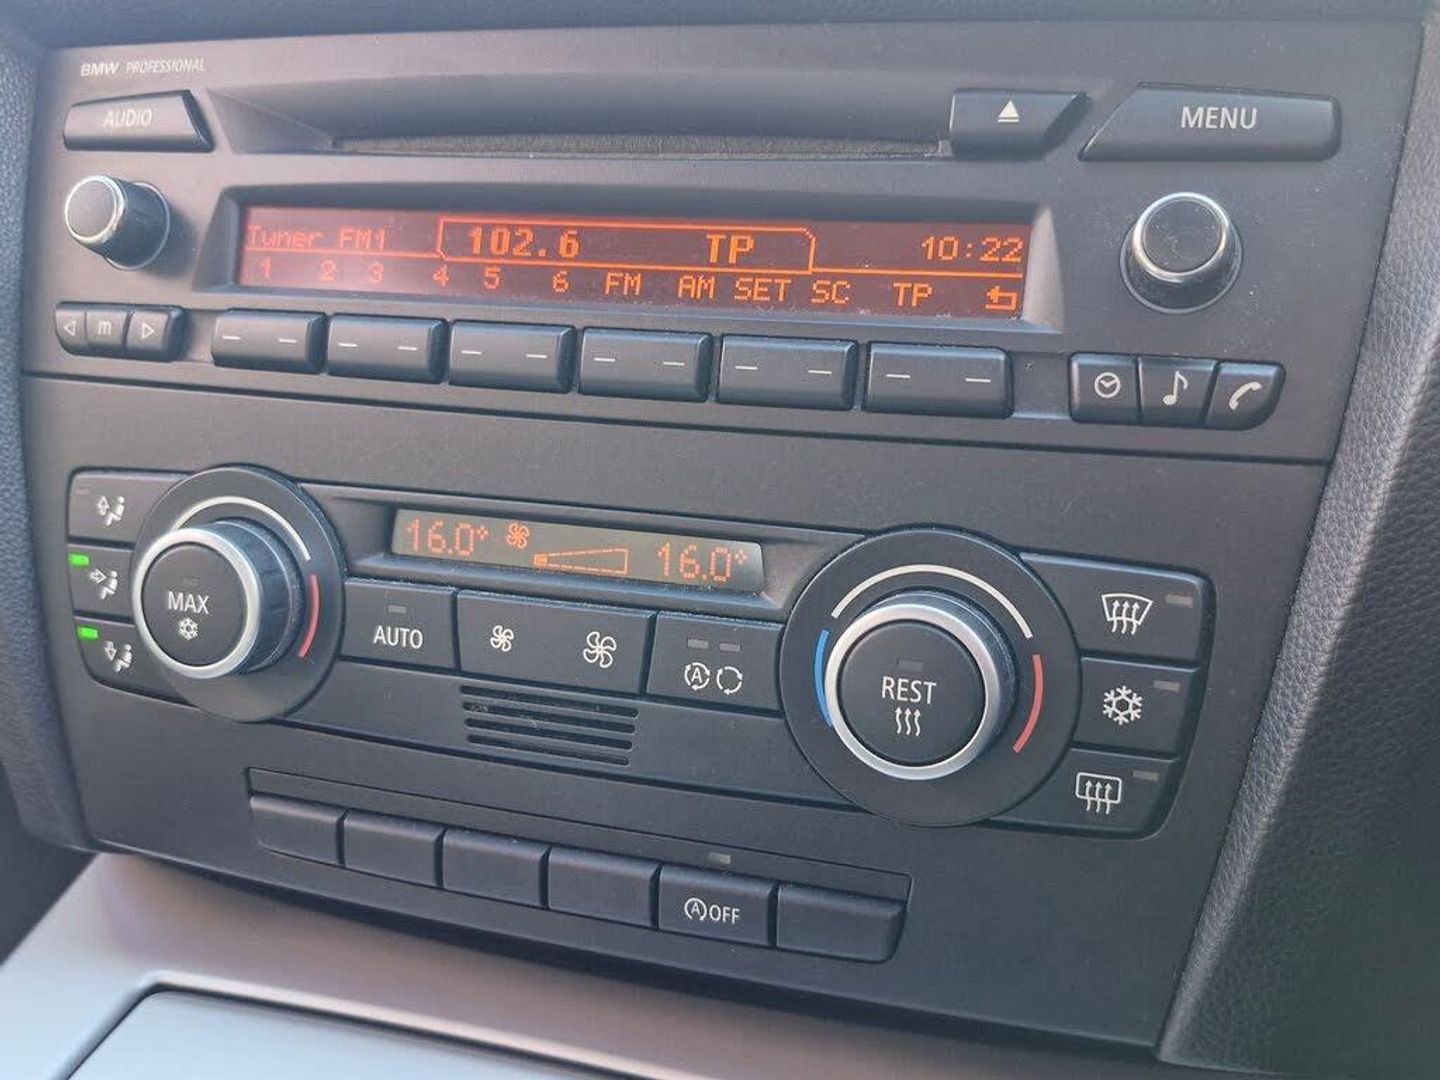 BMW PROFESSIONAL
AUDIO
MENU
Tuner FM1 102.6 TP 10:22
1 2 3 4 5 6 FM AM SET SC TP
m
16.0° 16.0°
MAX
AUTO
A
REST
A OFF